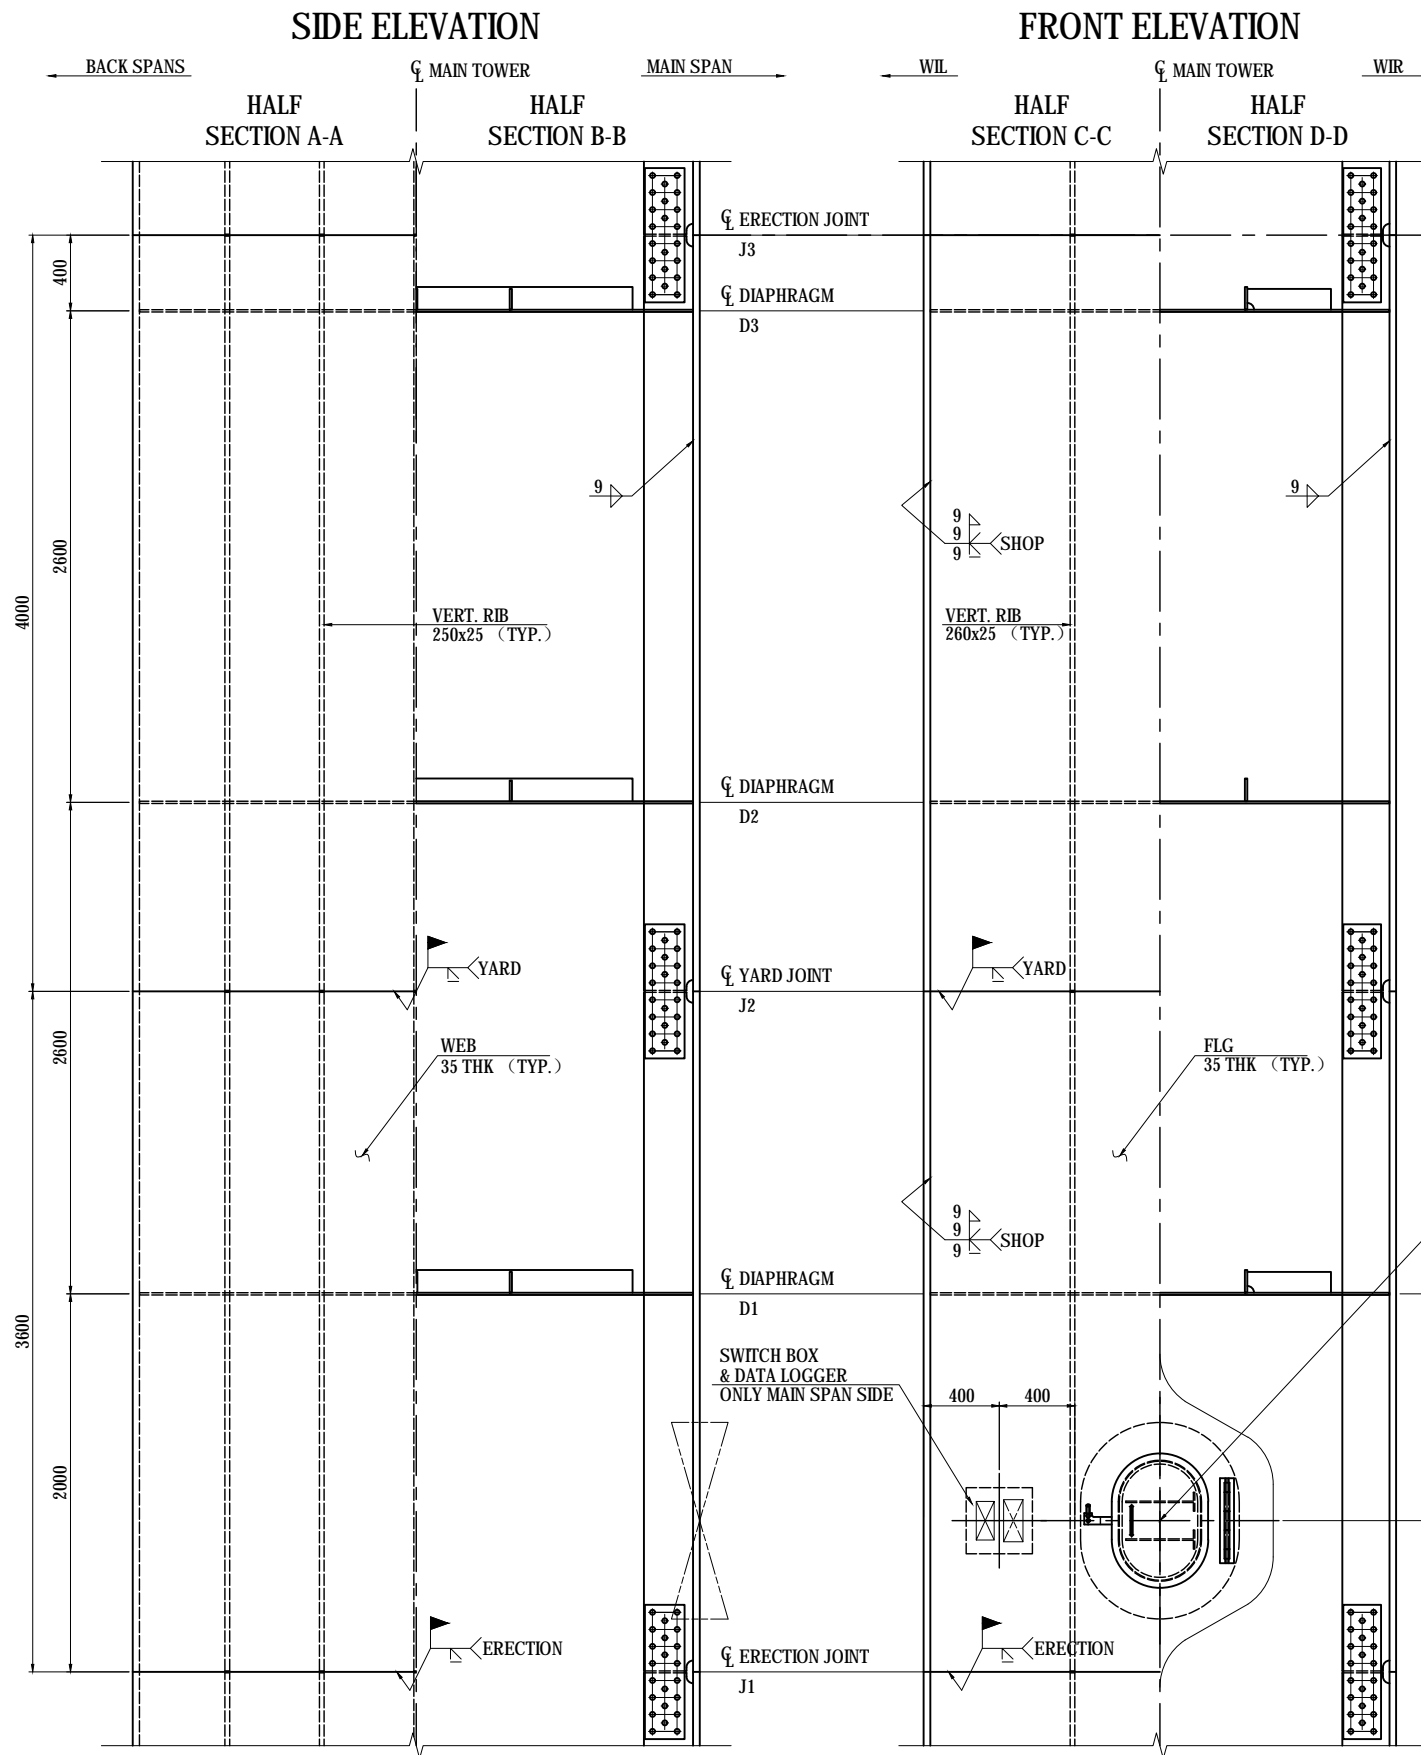 SIDE ELEVATION
FRONT ELEVATION
BACK SPANS
℄ MAIN TOWER
MAIN SPAN
WIL
℄ MAIN TOWER
WIR
HALF
SECTION A-A
HALF
SECTION B-B
HALF
SECTION C-C
HALF
SECTION D-D
℄ ERECTION JOINT
J3
400
℄ DIAPHRAGM
D3
9
9
9
9
9
SHOP
2600
4000
VERT. RIB
250x25 （TYP.）
VERT. RIB
260x25 （TYP.）
℄ DIAPHRAGM
D2
YARD
℄ YARD JOINT
J2
YARD
2600
WEB
35 THK （TYP.）
FLG
35 THK （TYP.）
9
9
9
SHOP
℄ DIAPHRAGM
D1
3600
SWITCH BOX
& DATA LOGGER
ONLY MAIN SPAN SIDE
400
400
2000
ERECTION
℄ ERECTION JOINT
J1
ERECTION